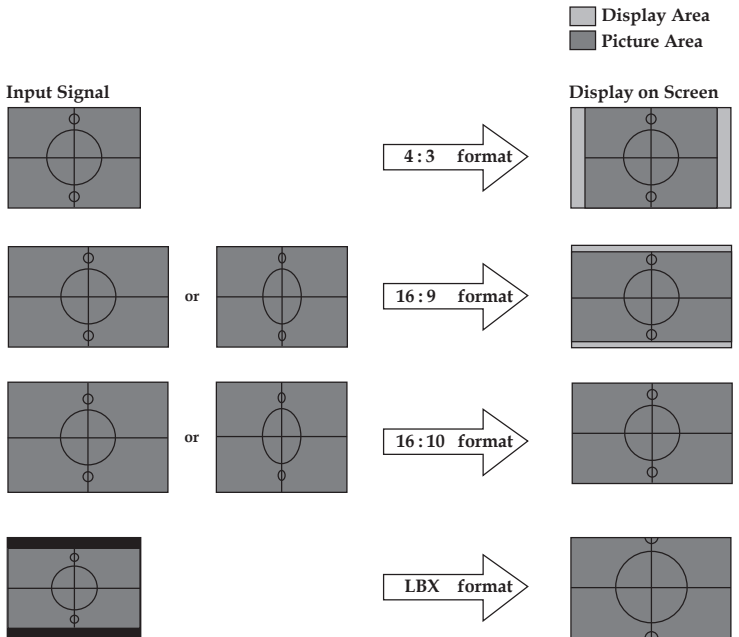 Display Area
Picture Area
Input Signal
Display on Screen
4 : 3 format
or
16 : 9 format
or
16 : 10 format
LBX format